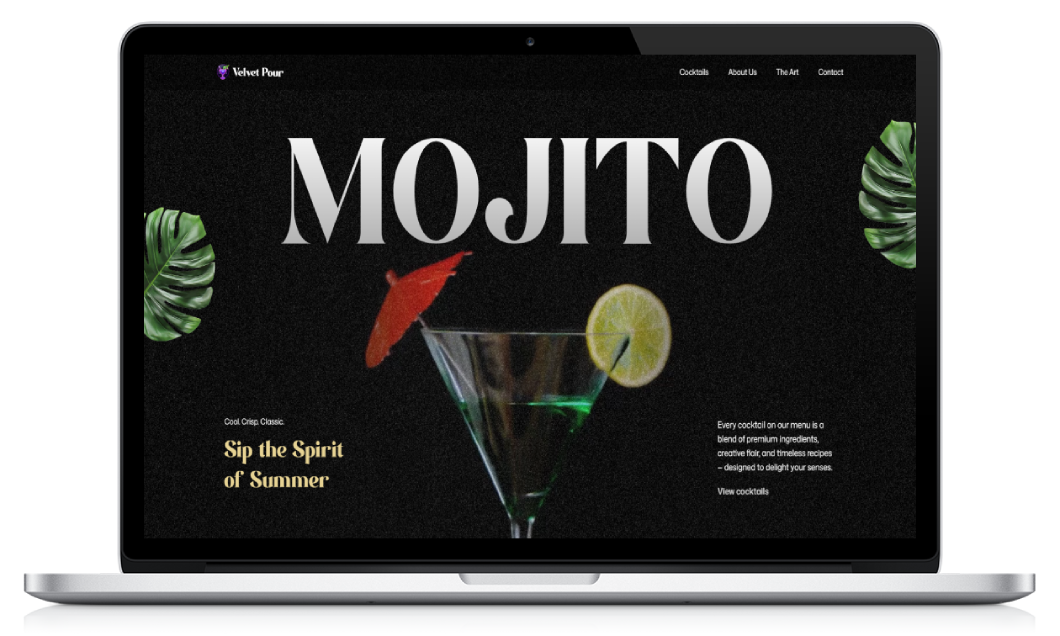 Velvet Pour
Cocktails About Us The Art Contact
MOJITO
Cool. Crisp. Classic.
Sip the Spirit
of Summer
Every cocktail on our menu is a
blend of premium ingredients,
creative flair, and timeless recipes
– designed to delight your senses.
View cocktails